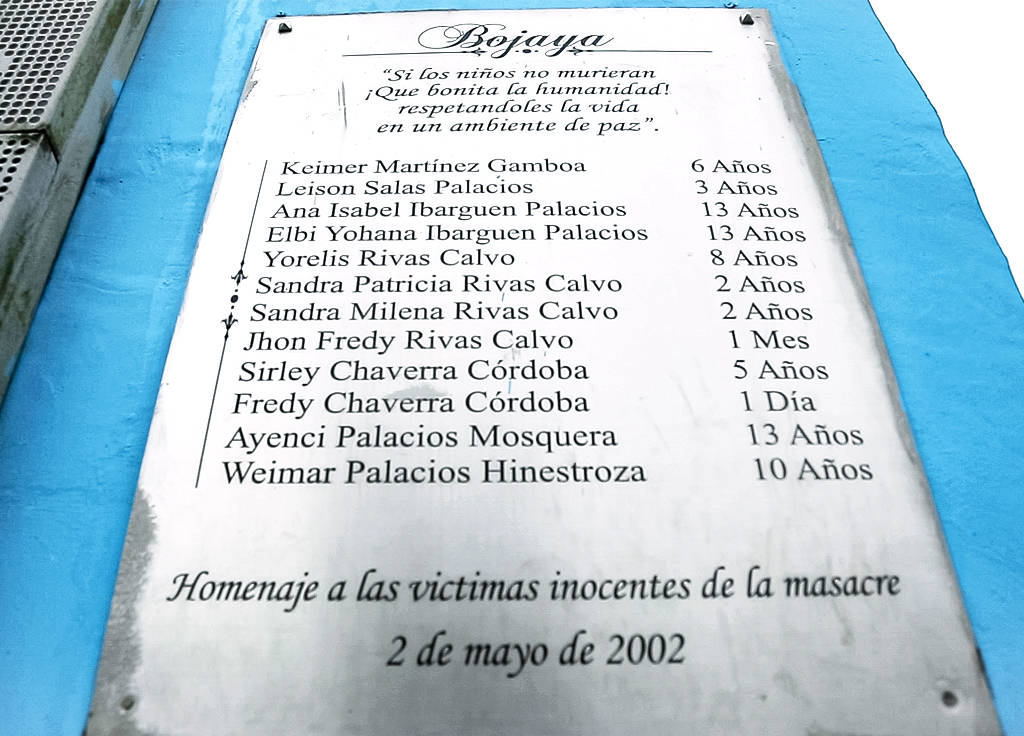 Bojaya
“Si los niños no murieran
¡Que bonita la humanidad!
respetandoles la vida
en un ambiente de paz”.
Keimer Martínez Gamboa 6 Años
Leison Salas Palacios 3 Años
Ana Isabel Ibarguen Palacios 13 Años
Elbi Yohana Ibarguen Palacios 13 Años
Yorelis Rivas Calvo 8 Años
Sandra Patricia Rivas Calvo 2 Años
Sandra Milena Rivas Calvo 2 Años
Jhon Fredy Rivas Calvo 1 Mes
Sirley Chaverra Córdoba 5 Años
Fredy Chaverra Córdoba 1 Día
Ayenci Palacios Mosquera 13 Años
Weimar Palacios Hinestroza 10 Años
Homenaje a las victimas inocentes de la masacre
2 de mayo de 2002